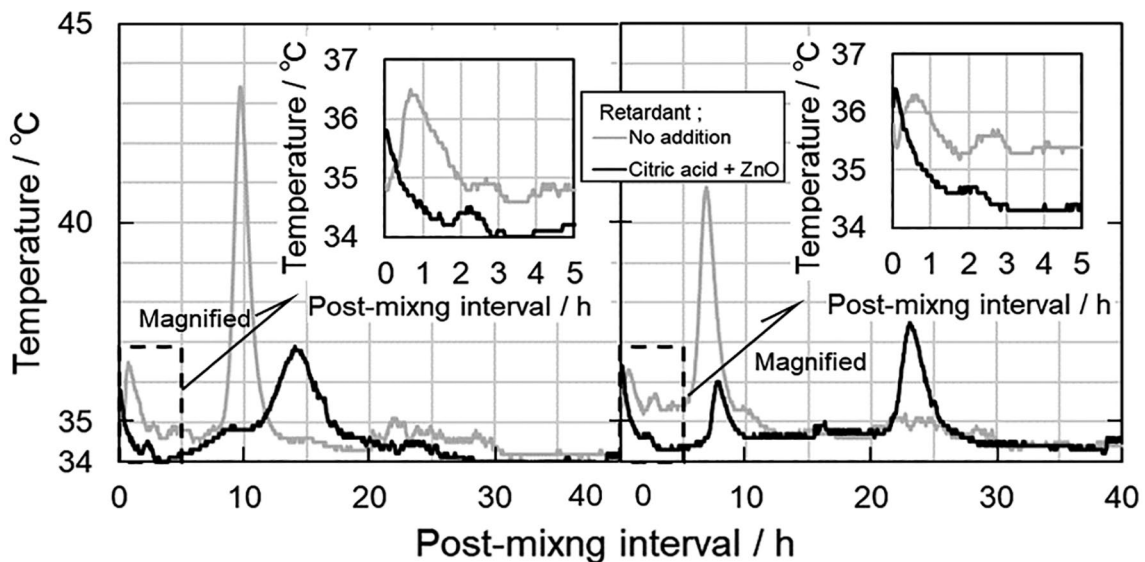 45
40
35
34
Temperature / °C
0
10
20
30
40
0
10
20
30
40
Post-mixng interval / h
37
36
35
34
Temperature / °C
0 1 2 3 4 5
Post-mixng interval / h
Magnified
Retardant ;
No addition
Citric acid + ZnO
37
36
35
34
Temperature / °C
0 1 2 3 4 5
Post-mixng interval / h
Magnified